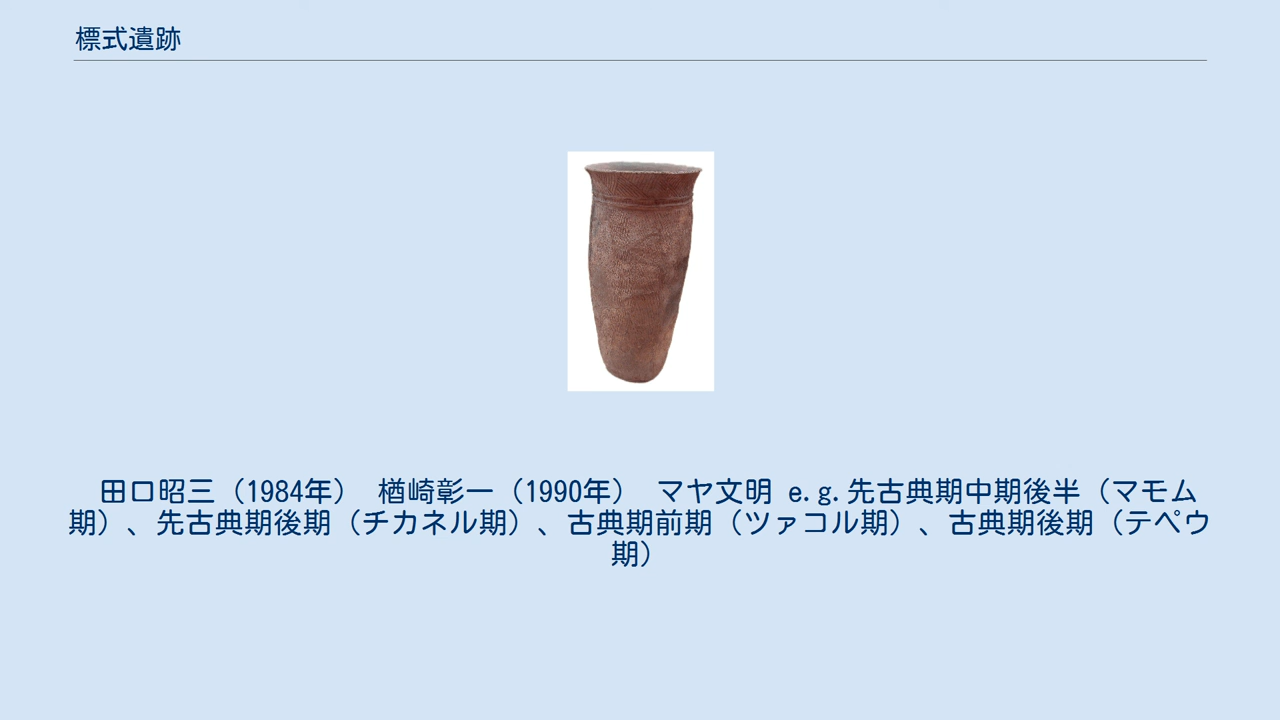 標式遺跡
田口昭三（1984年） 楢崎彰一（1990年） マヤ文明 e.g.先古典期中期後半（マモム
期）、先古典期後期（チカネル期）、古典期前期（ツァコル期）、古典期後期（テペウ
期）